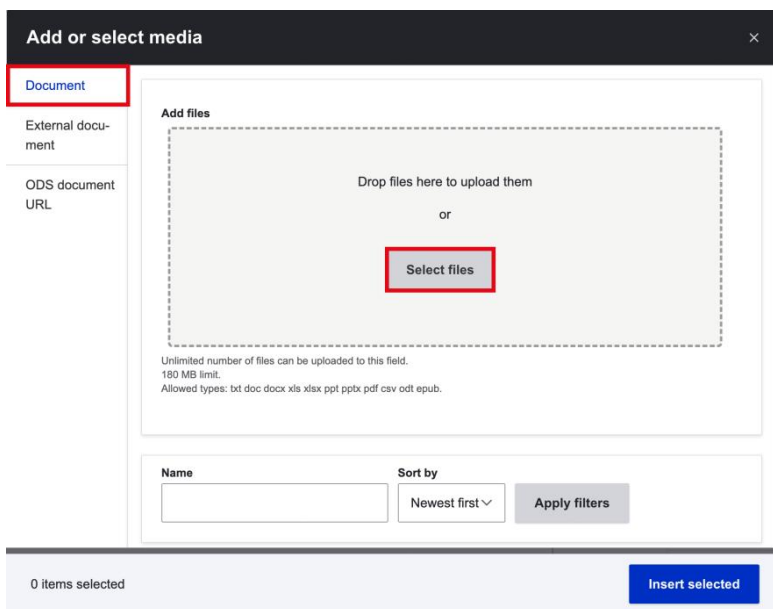 Add or select media
×
Document
External docu-
ment
ODS document
URL
Add files
Drop files here to upload them
or
Select files
Unlimited number of files can be uploaded to this field.
180 MB limit.
Allowed types: txt doc docx xls xlsx ppt pptx pdf csv odt epub.
Name
Sort by
Newest first
Apply filters
0 items selected
Insert selected